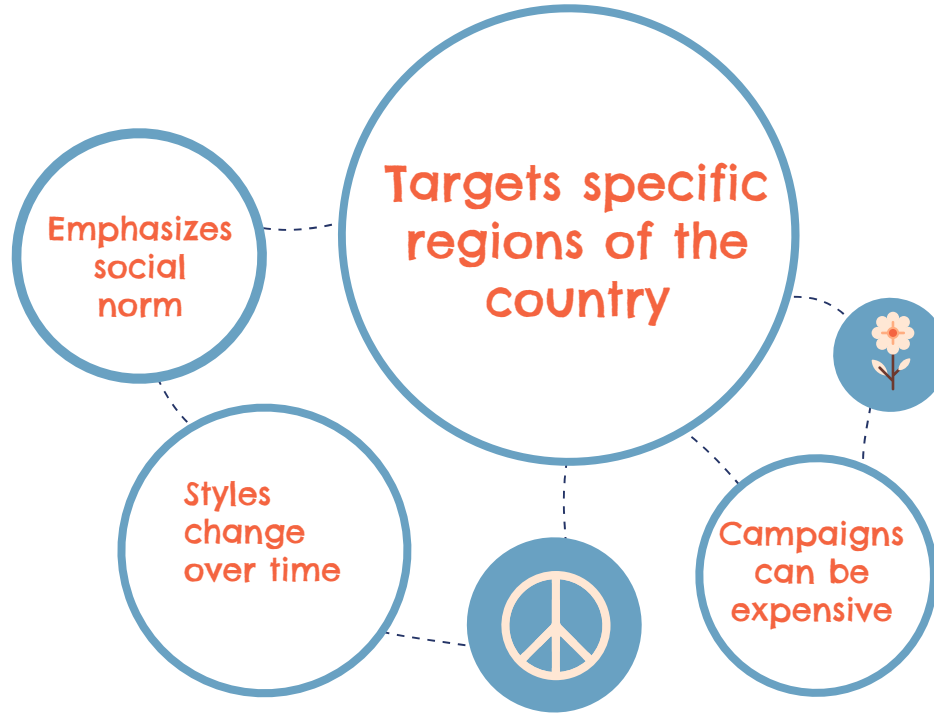 Targets specific
regions of the
country
Emphasizes
social
norm
Styles
change
over time
Campaigns
can be
expensive